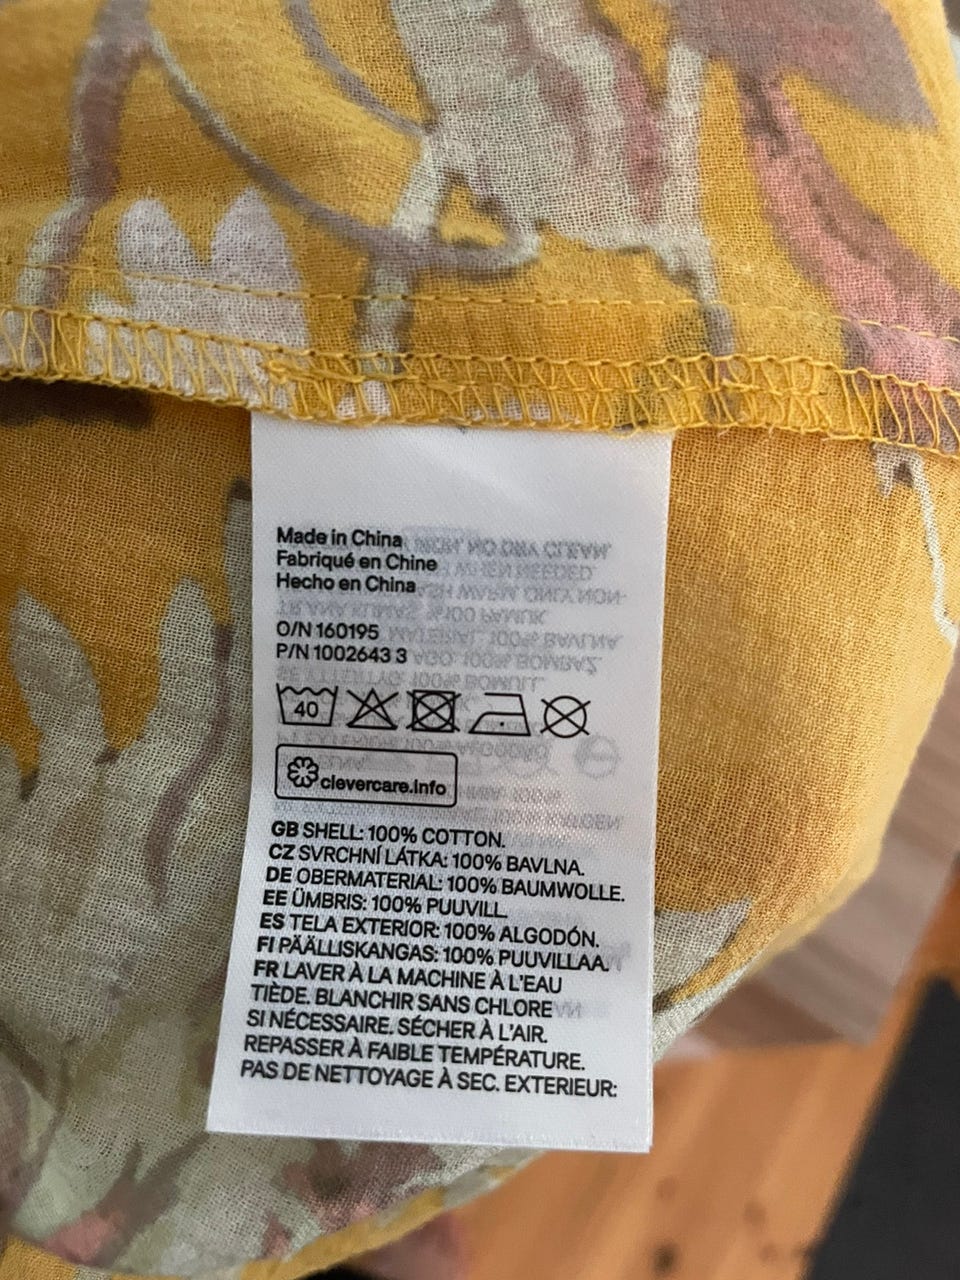 Made in China
Fabriqué en Chine
Hecho en China
O/N 160195
P/N 1002643 3
40
clevercare.info
GB SHELL: 100% COTTON.
CZ SVRCHNÍ LÁTKA: 100% BAVLNA.
DE OBERMATERIAL: 100% BAUMWOLLE.
EE ÜMBRIS: 100% PUUVILL.
ES TELA EXTERIOR: 100% ALGODÓN.
FI PÄÄLLISKANGAS: 100% PUUVILLAA.
FR LAVER À LA MACHINE À L'EAU
TIÈDE. BLANCHIR SANS CHLORE
SI NÉCESSAIRE. SÉCHER À L'AIR.
REPASSER À FAIBLE TEMPÉRATURE.
PAS DE NETTOYAGE À SEC. EXTERIEUR: